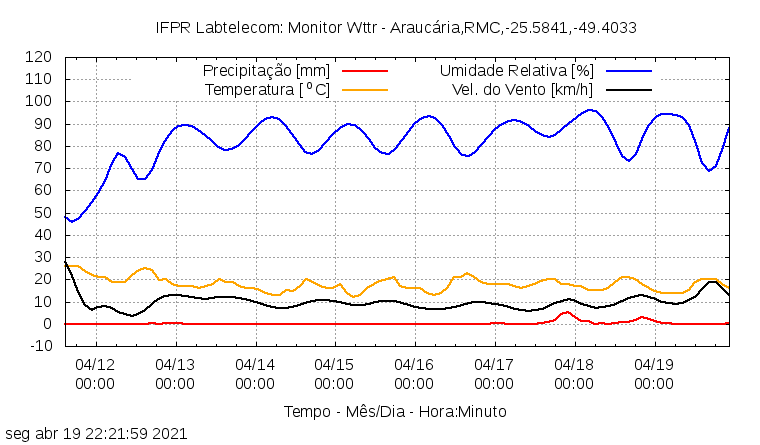 IFPR Labtelecom: Monitor Wttr - Araucária,RMC,-25.5841,-49.4033
120
110
100
90
80
70
60
50
40
30
20
10
0
-10
Precipitação [mm]
Temperatura [ ⁰C]
Umidade Relativa [%]
Vel. do Vento [km/h]
04/12 04/13 04/14 04/15 04/16 04/17 04/18 04/19
00:00 00:00 00:00 00:00 00:00 00:00 00:00 00:00
Tempo - Mês/Dia - Hora:Minuto
seg abr 19 22:21:59 2021